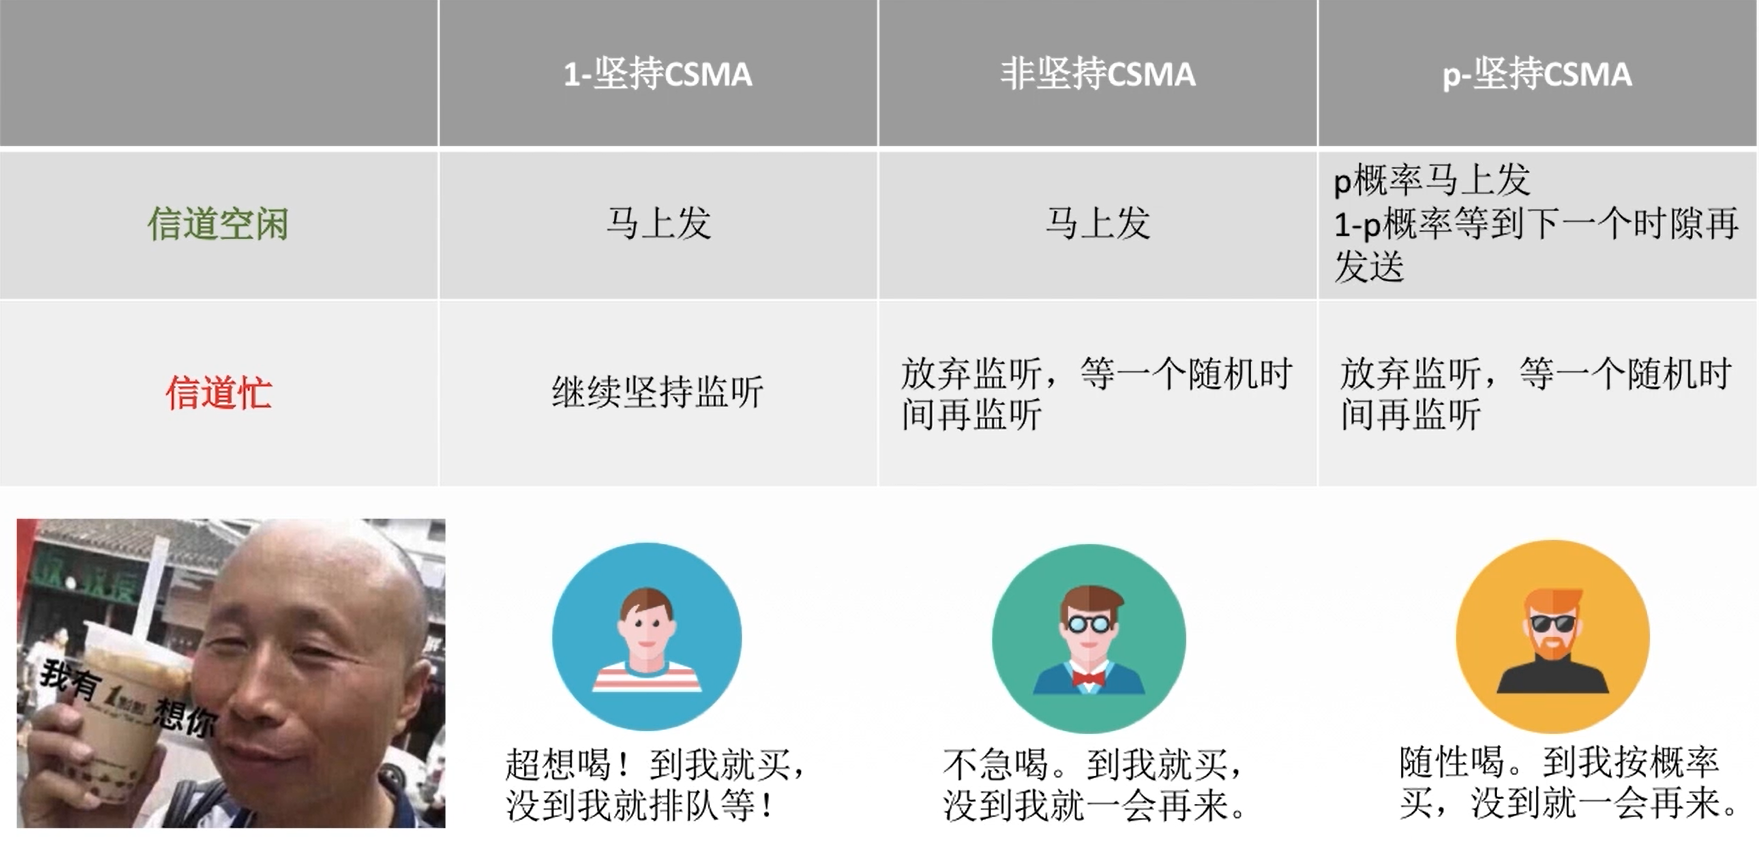 1-坚持CSMA
非坚持CSMA
p-坚持CSMA
信道空闲
马上发
马上发
p概率马上发
1-p概率等到下一个时隙再
发送
信道忙
继续坚持监听
放弃监听，等一个随机时
间再监听
放弃监听，等一个随机时
间再监听
我有
1點點
想你
超想喝！到我就买，
没到我就排队等！
不急喝。到我就买，
没到我就一会再来。
随性喝。到我按概率
买，没到就一会再来。